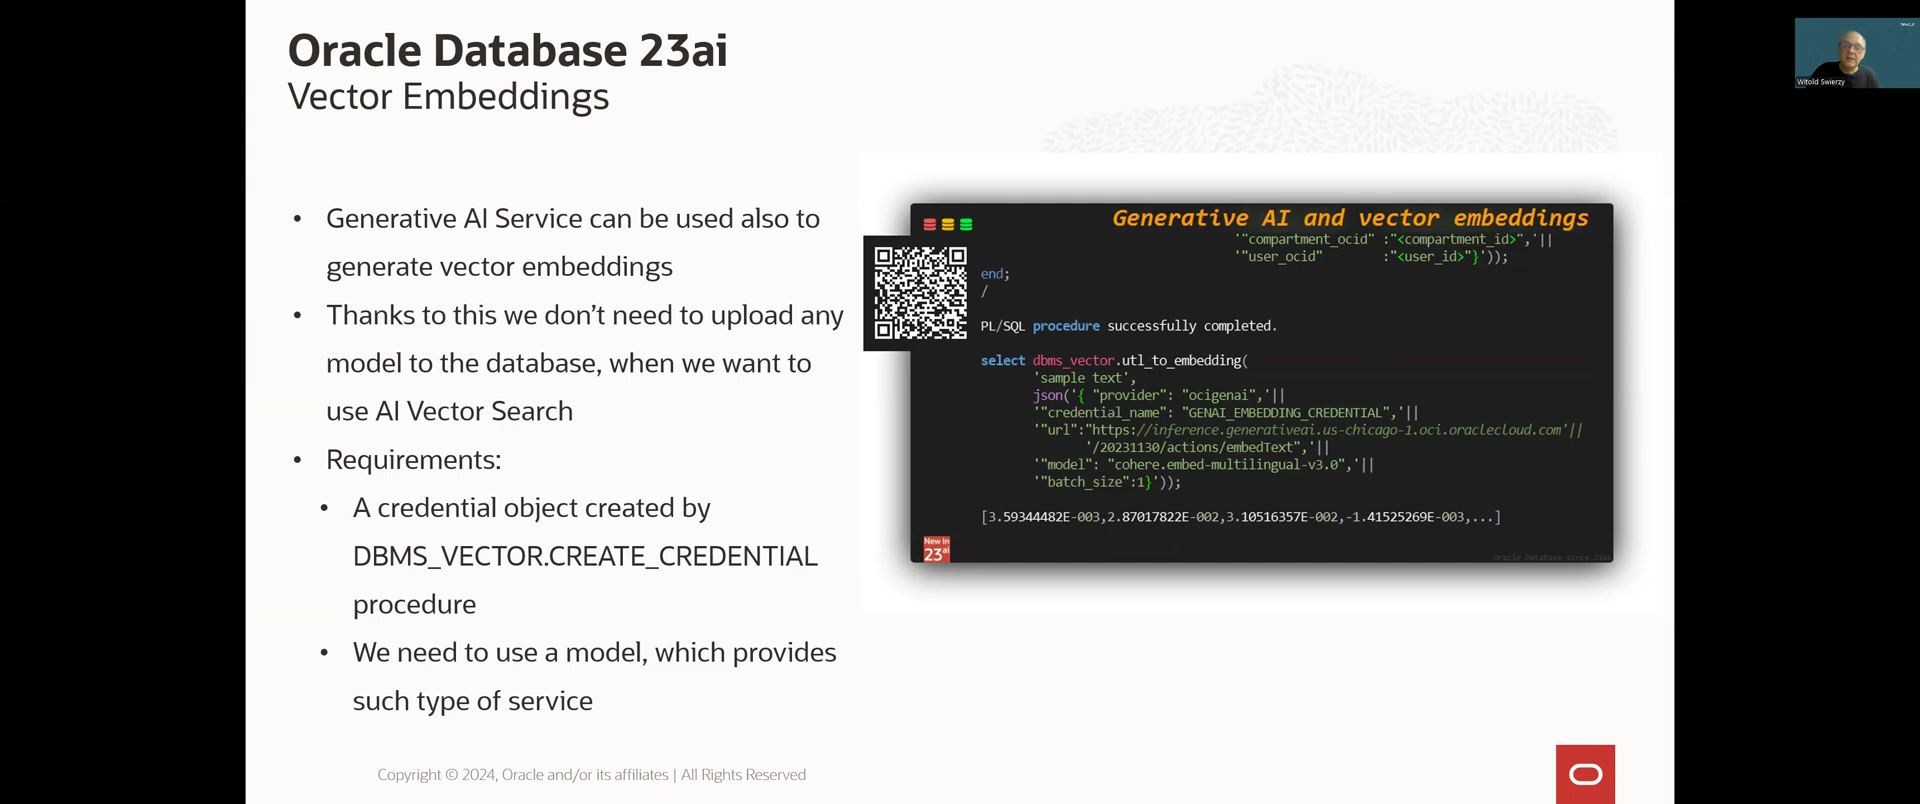 Oracle Database 23ai
Vector Embeddings
• Generative AI Service can be used also to
generate vector embeddings
• Thanks to this we don’t need to upload any
model to the database, when we want to
use AI Vector Search
• Requirements:
• A credential object created by
DBMS_VECTOR.CREATE_CREDENTIAL
procedure
• We need to use a model, which provides
such type of service
Generative AI and vector embeddings
'"compartment_ocid" :"<compartment_id>",'||
'"user_ocid" :"<user_id>"}'));
end;
/
PL/SQL procedure successfully completed.
select dbms_vector.utl_to_embedding(
'sample text',
json('{ "provider": "ocigenai",'||
'"credential_name": "GENAI_EMBEDDING_CREDENTIAL",'||
'"url":"https://inference.generativeai.us-chicago-1.oci.oraclecloud.com'||
'/20231130/actions/embedText",'||
'"model": "cohere.embed-multilingual-v3.0",'||
'"batch_size":1}'));
[3.59344482E-003,2.87017822E-002,3.10516357E-002,-1.41525269E-003,...]
New in
23ai
Oracle Database since 23ai
Copyright © 2024, Oracle and/or its affiliates | All Rights Reserved
Witold Swierzy